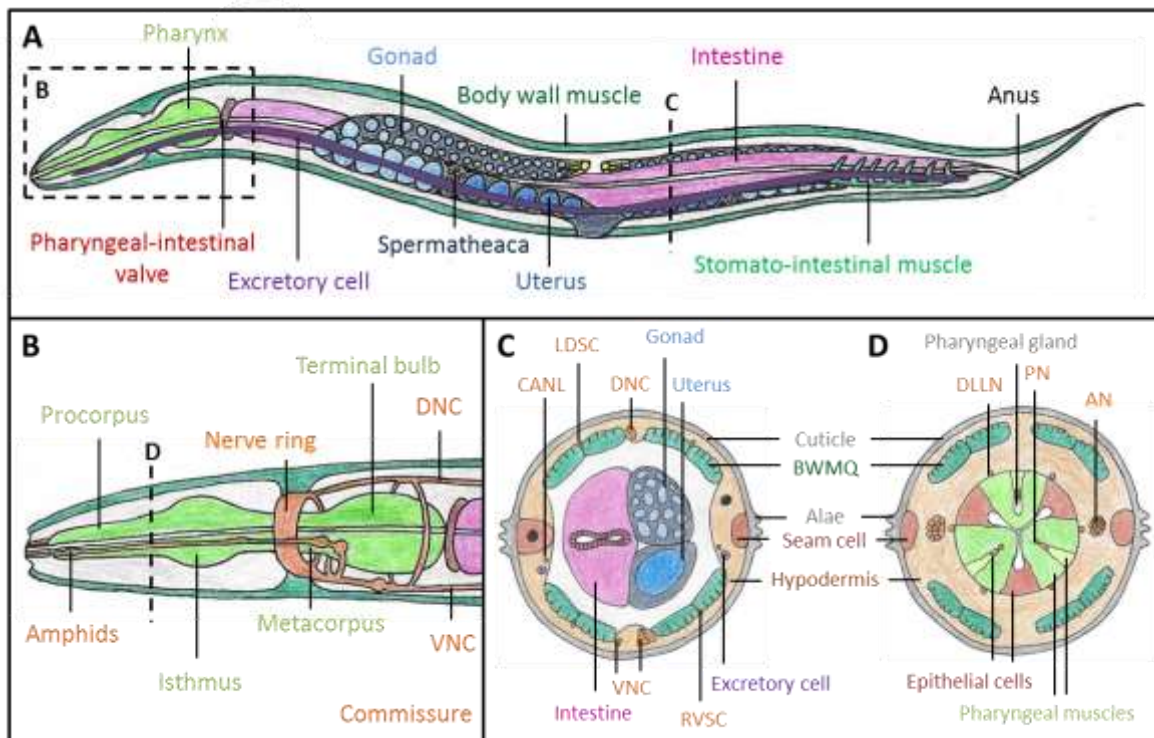 A
Pharynx
Gonad
Intestine
B
Body wall muscle
C
Anus
Pharyngeal-intestinal
valve
Spermatheaca
Excretory cell
Uterus
Stomato-intestinal muscle
B
Terminal bulb
DNC
Procorpus
Nerve ring
D
Amphids
Metacorpus
VNC
Isthmus
Commissure
C
LDSC
Gonad
CANL
DNC
Uterus
Cuticle
BWMQ
Alae
Seam cell
Hypodermis
VNC
Excretory cell
Intestine
RVSC
D
Pharyngeal gland
DLLN
PN
AN
Epithelial cells
Pharyngeal muscles